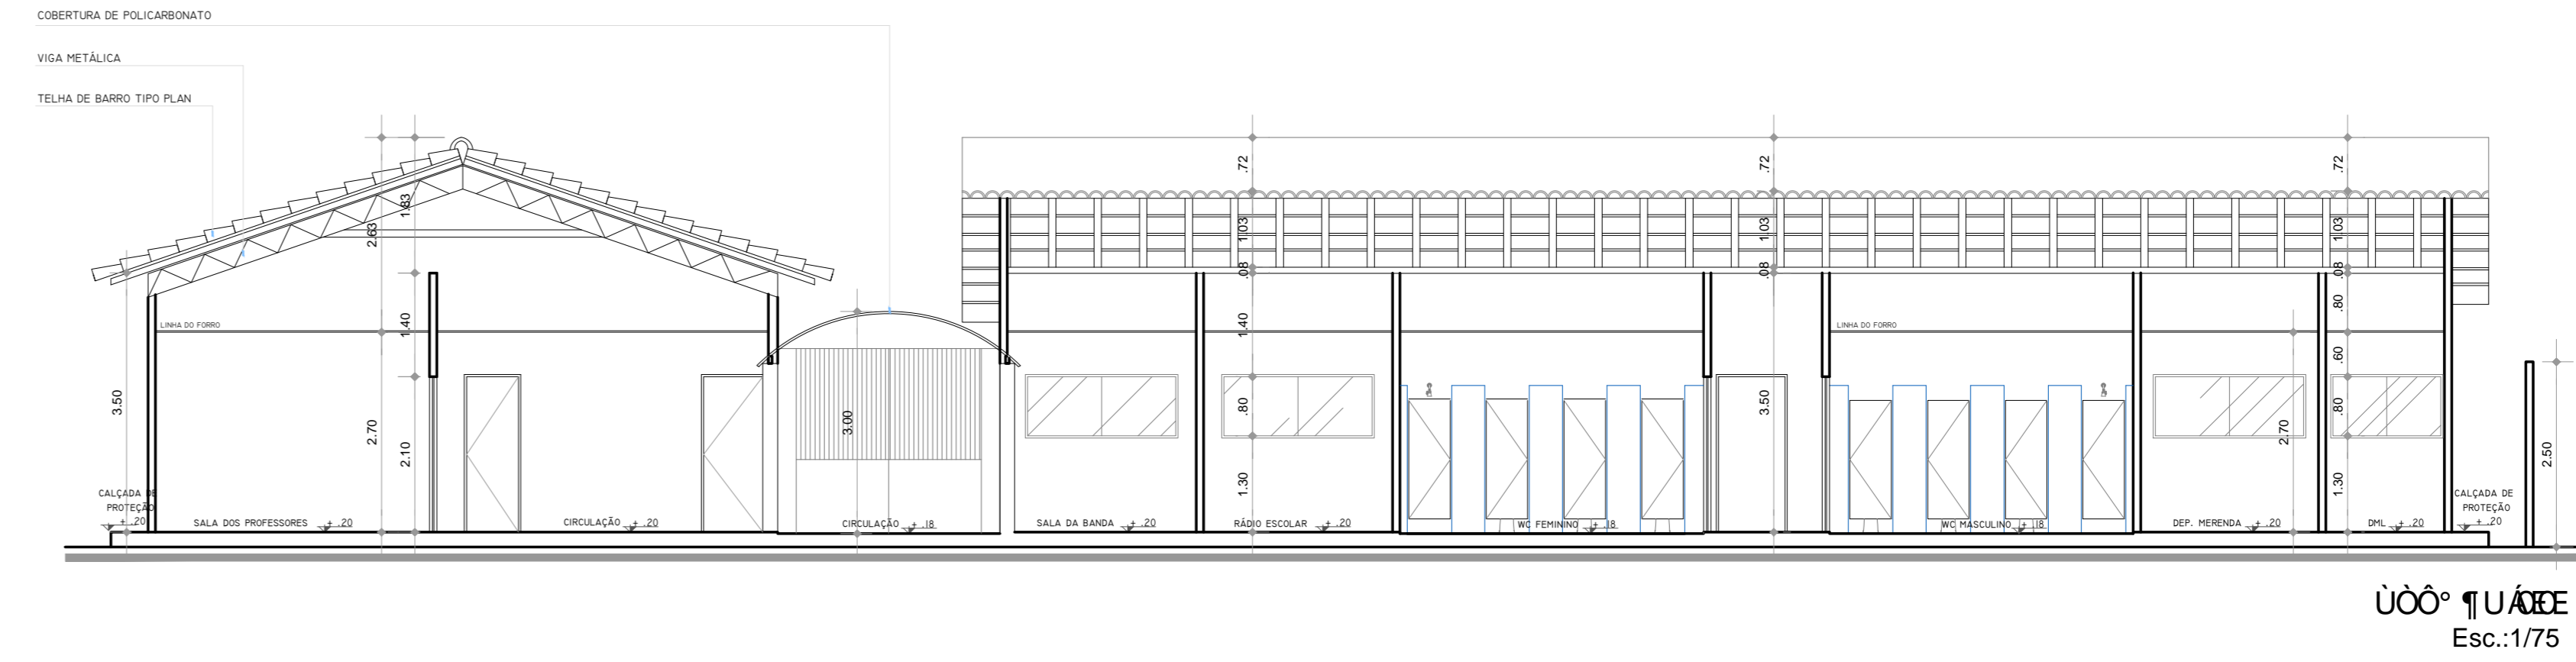 COBERTURA DE POLICARBONATO
VIGA METÁLICA
TELHA DE BARRO TIPO PLAN
.72
.72
.72
1.83
2.63
1.03
1.03
1.03
.08
.08
.08
.80
1.40
1.40
LINHA DO FORRO
LINHA DO FORRO
.60
3.50
3.00
.80
3.50
.80
2.70
2.10
2.70
2.50
1.30
1.30
CALÇADA DE
PROTEÇÃO
+ .20
SALA DOS PROFESSORES + .20
CIRCULAÇÃO + .20
CIRCULAÇÃO + .18
SALA DA BANDA + .20
RÁDIO ESCOLAR + .20
WC FEMININO + .18
WC MASCULINO + .18
DEP. MERENDA + .20
DML + .20
CALÇADA DE
PROTEÇÃO
+ .20
Esc.:1/75